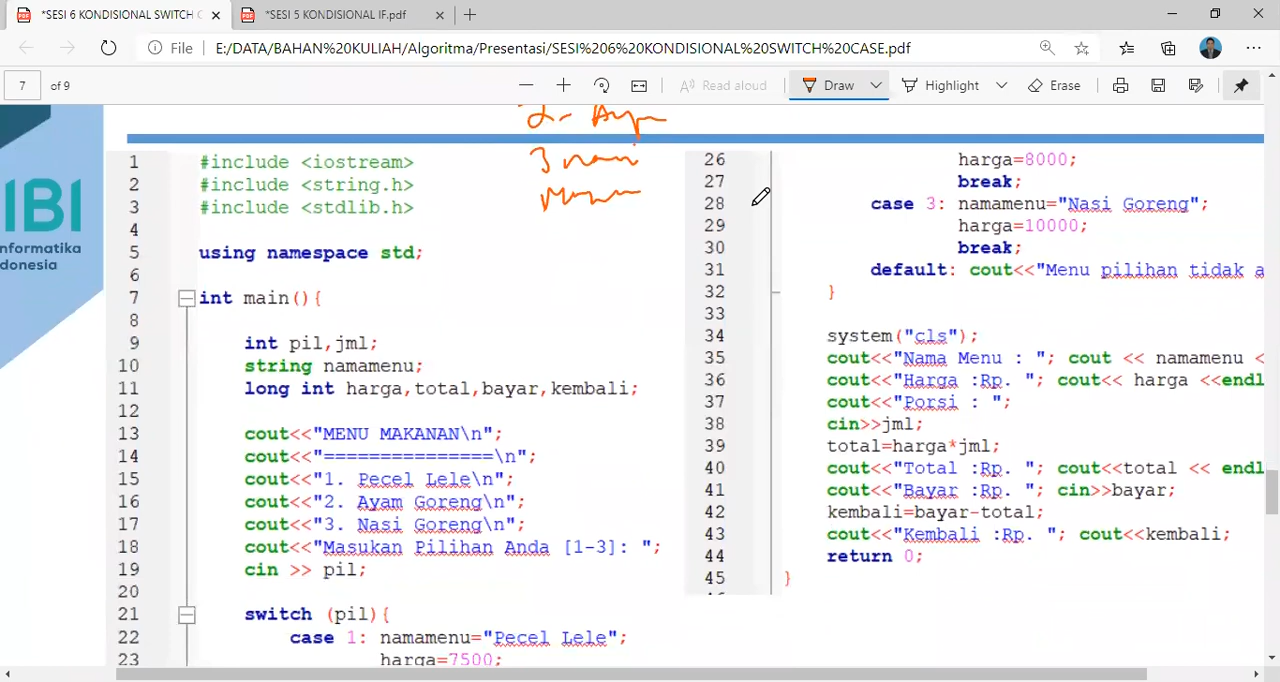 *SESI 6 KONDISIONAL SWITCH C
*SESI 5 KONDISIONAL IF.pdf
File
E:/DATA/BAHAN%20KULIAH/Algoritma/Presentasi/SESI%206%20KONDISIONAL%20SWITCH%20CASE.pdf
7 of 9
Read aloud
Draw
Highlight
Erase
IBI
nformatika
donesia
1 #include <iostream>
2 #include <string.h>
3 #include <stdlib.h>
4
5 using namespace std;
6
7 int main(){
8
9 int pil,jml;
10 string namamenu;
11 long int harga,total,bayar,kembali;
12
13 cout<<"MENU MAKANAN\n";
14 cout<<"===============\n";
15 cout<<"1. Pecel Lele\n";
16 cout<<"2. Ayam Goreng\n";
17 cout<<"3. Nasi Goreng\n";
18 cout<<"Masukan Pilihan Anda [1-3]: ";
19 cin >> pil;
20
21 switch (pil){
22 case 1: namamenu="Pecel Lele";
23 harga=7500;
26 harga=8000;
27 break;
28 case 3: namamenu="Nasi Goreng";
29 harga=10000;
30 break;
31 default: cout<<"Menu pilihan tidak a
32 }
33
34 system("cls");
35 cout<<"Nama Menu : "; cout << namamenu <
36 cout<<"Harga :Rp. "; cout<< harga <<endl
37 cout<<"Porsi : ";
38 cin>>jml;
39 total=harga*jml;
40 cout<<"Total :Rp. "; cout<<total << endl
41 cout<<"Bayar :Rp. "; cin>>bayar;
42 kembali=bayar-total;
43 cout<<"Kembali :Rp. "; cout<<kembali;
44 return 0;
45 }